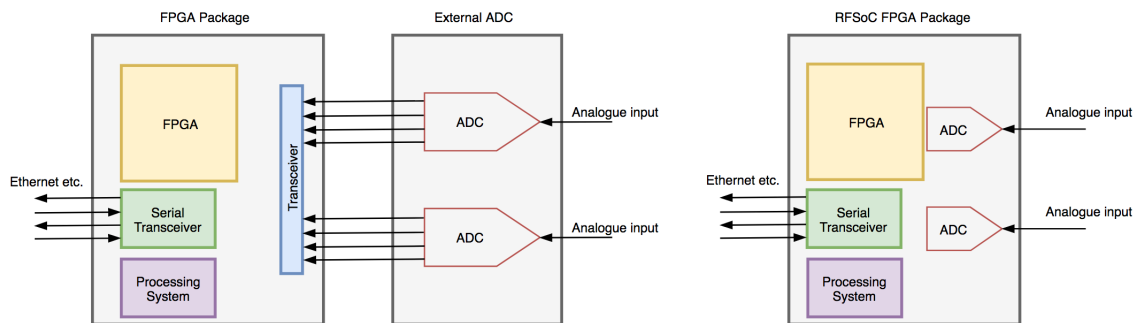 FPGA Package
External ADC
RFSoC FPGA Package
FPGA
Transceiver
ADC
Analogue input
Ethernet etc.
Serial
Transceiver
ADC
Analogue input
Processing
System
FPGA
ADC
Analogue input
Ethernet etc.
Serial
Transceiver
ADC
Analogue input
Processing
System